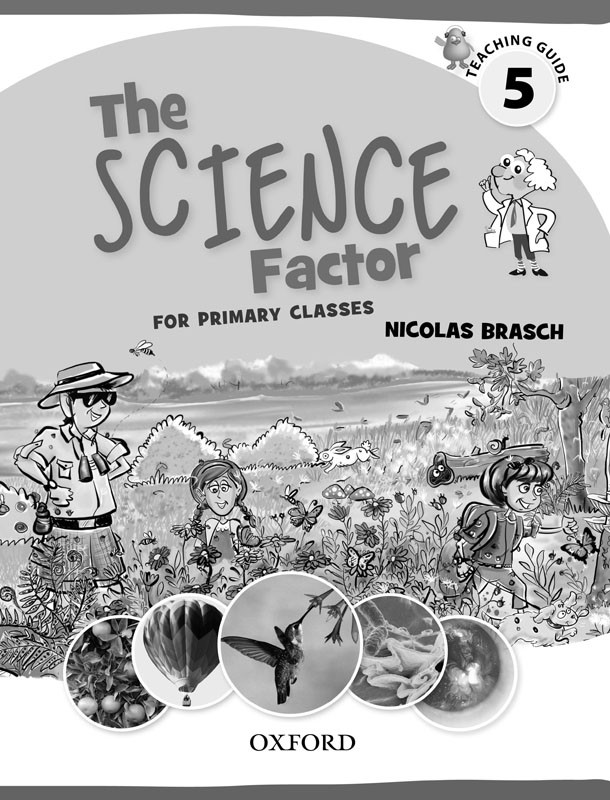 TEACHING GUIDE
5
The
SCIENCE
Factor
FOR PRIMARY CLASSES
NICOLAS BRASCH
OXFORD